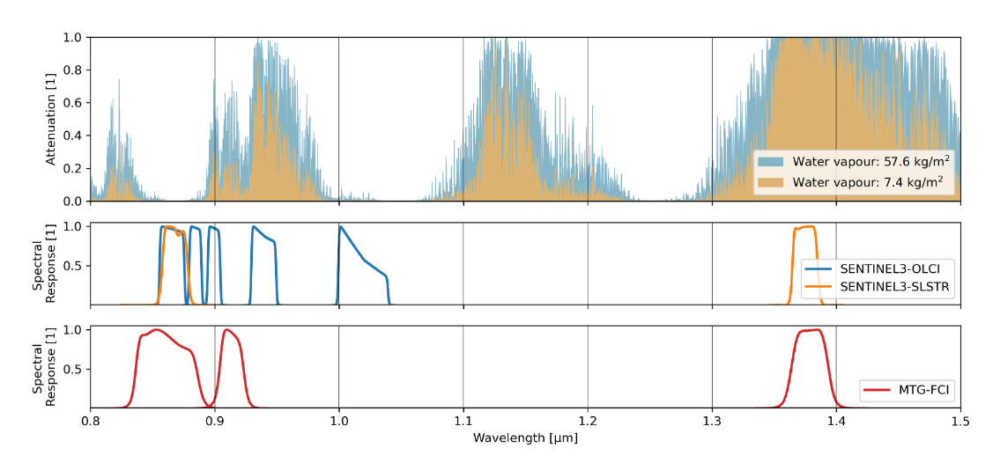 1.0
0.8
0.6
0.4
0.2
0.0
Attenuation [1]
Water vapour: 57.6 kg/m²
Water vapour: 7.4 kg/m²
1.0
0.5
Spectral
Response [1]
SENTINEL3-OLCI
SENTINEL3-SLSTR
1.0
0.5
Spectral
Response [1]
MTG-FCI
0.8 0.9 1.0 1.1 1.2 1.3 1.4 1.5
Wavelength [µm]